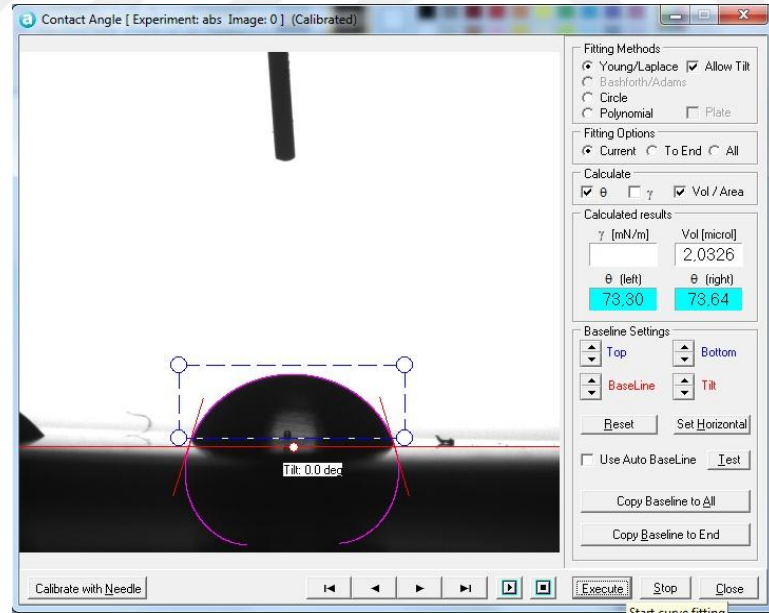 Contact Angle [ Experiment: abs Image: 0 ] (Calibrated)
Fitting Methods
Young/Laplace Allow Tilt
Bashforth/Adams
Circle
Polynomial Plate
Fitting Options
Current To End All
Calculate
θ γ Vol / Area
Calculated results
γ [mN/m] Vol [microl]
2,0326
θ (left) θ (right)
73,30 73,64
Baseline Settings
Top Bottom
BaseLine Tilt
Reset Set Horizontal
Use Auto BaseLine Test
Copy Baseline to All
Copy Baseline to End
Tilt: 0.0 deg
Calibrate with Needle Execute Stop Close
Start curve fitting